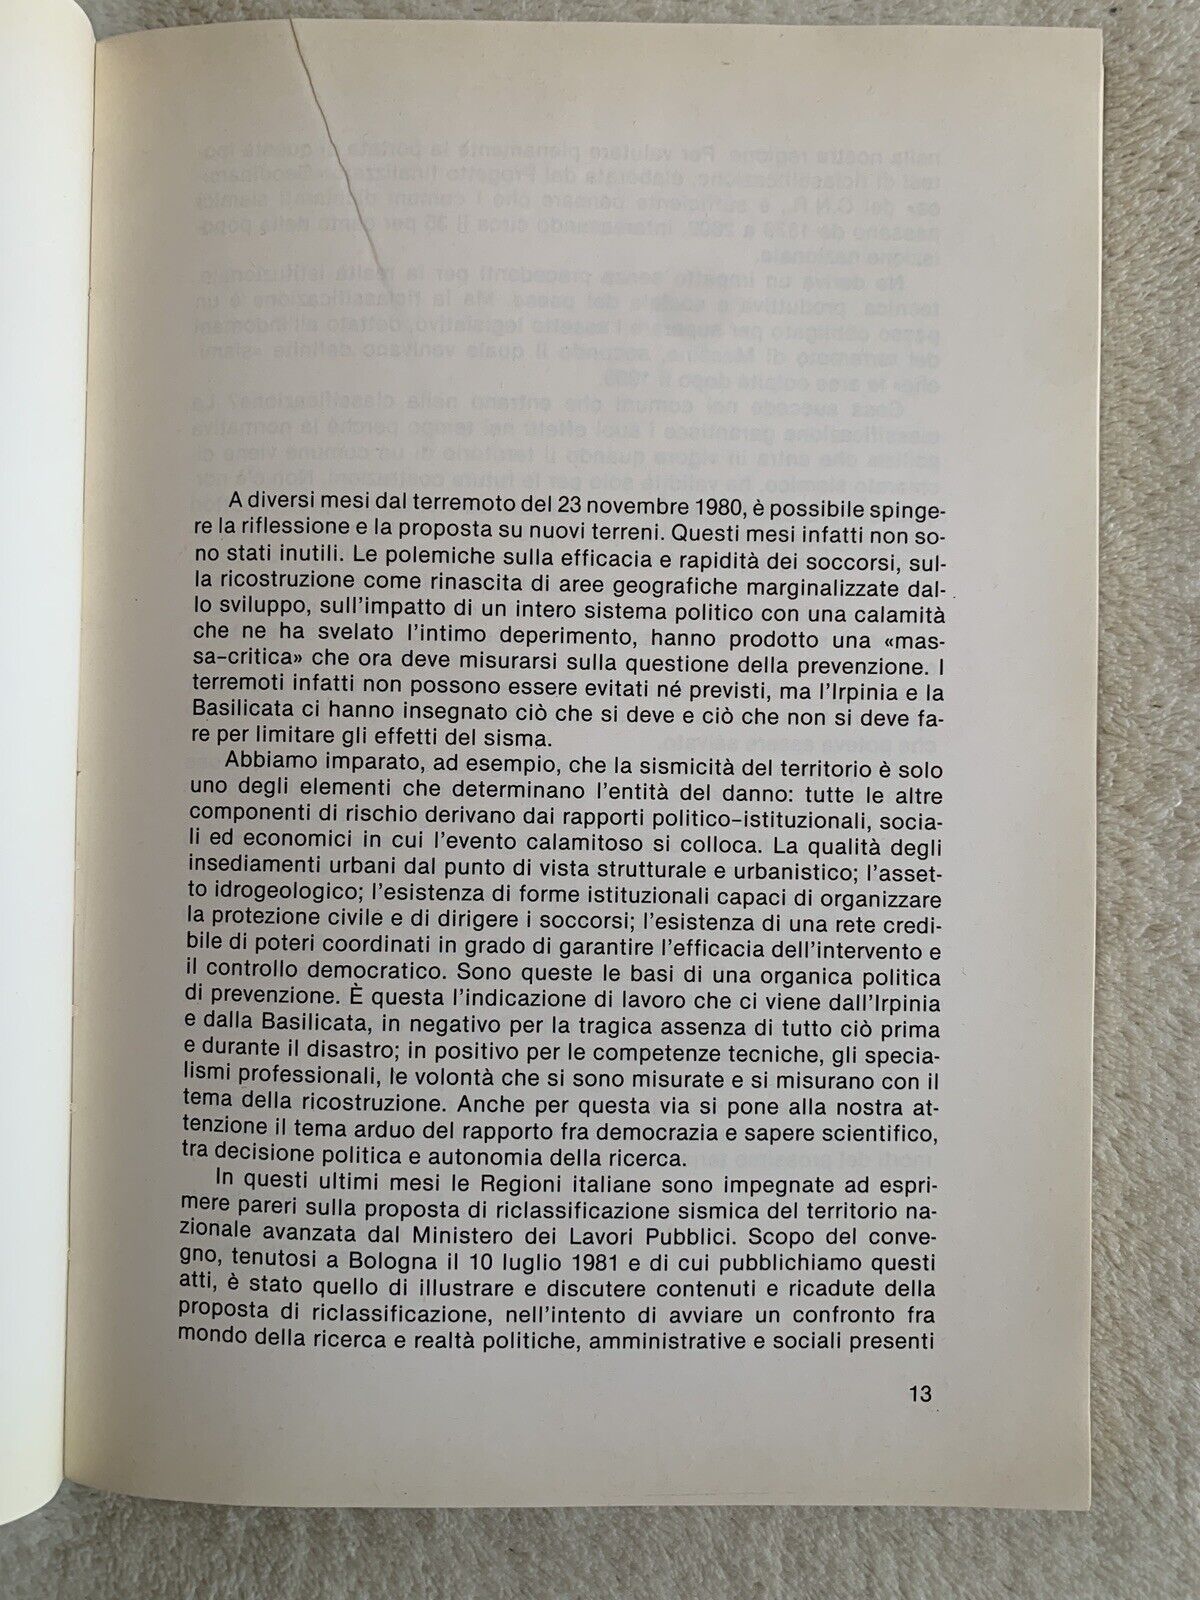 A diversi mesi dal terremoto del 23 novembre 1980, è possibile spinge-
re la riflessione e la proposta su nuovi terreni. Questi mesi infatti non so-
no stati inutili. Le polemiche sulla efficacia e rapidità dei soccorsi, sul-
la ricostruzione come rinascita di aree geografiche marginalizzate dal-
lo sviluppo, sull'impatto di un intero sistema politico con una calamità
che ne ha svelato l'intimo deperimento, hanno prodotto una «mas-
sa-critica» che ora deve misurarsi sulla questione della prevenzione. I
terremoti infatti non possono essere evitati né previsti, ma l'Irpinia e la
Basilicata ci hanno insegnato ciò che si deve e ciò che non si deve fa-
re per limitare gli effetti del sisma.
Abbiamo imparato, ad esempio, che la sismicità del territorio è solo
uno degli elementi che determinano l'entità del danno: tutte le altre
componenti di rischio derivano dai rapporti politico-istituzionali, socia-
li ed economici in cui l'evento calamitoso si colloca. La qualità degli
insediamenti urbani dal punto di vista strutturale e urbanistico; l'asset-
to idrogeologico; l'esistenza di forme istituzionali capaci di organizzare
la protezione civile e di dirigere i soccorsi; l'esistenza di una rete credi-
bile di poteri coordinati in grado di garantire l'efficacia dell'intervento e
il controllo democratico. Sono queste le basi di una organica politica
di prevenzione. È questa l'indicazione di lavoro che ci viene dall'Irpinia
e dalla Basilicata, in negativo per la tragica assenza di tutto ciò prima
e durante il disastro; in positivo per le competenze tecniche, gli specia-
lismi professionali, le volontà che si sono misurate e si misurano con il
tema della ricostruzione. Anche per questa via si pone alla nostra at-
tenzione il tema arduo del rapporto fra democrazia e sapere scientifico,
tra decisione politica e autonomia della ricerca.
In questi ultimi mesi le Regioni italiane sono impegnate ad espri-
mere pareri sulla proposta di riclassificazione sismica del territorio na-
zionale avanzata dal Ministero dei Lavori Pubblici. Scopo del conve-
gno, tenutosi a Bologna il 10 luglio 1981 e di cui pubblichiamo questi
atti, è stato quello di illustrare e discutere contenuti e ricadute della
proposta di riclassificazione, nell'intento di avviare un confronto fra
mondo della ricerca e realtà politiche, amministrative e sociali presenti
13